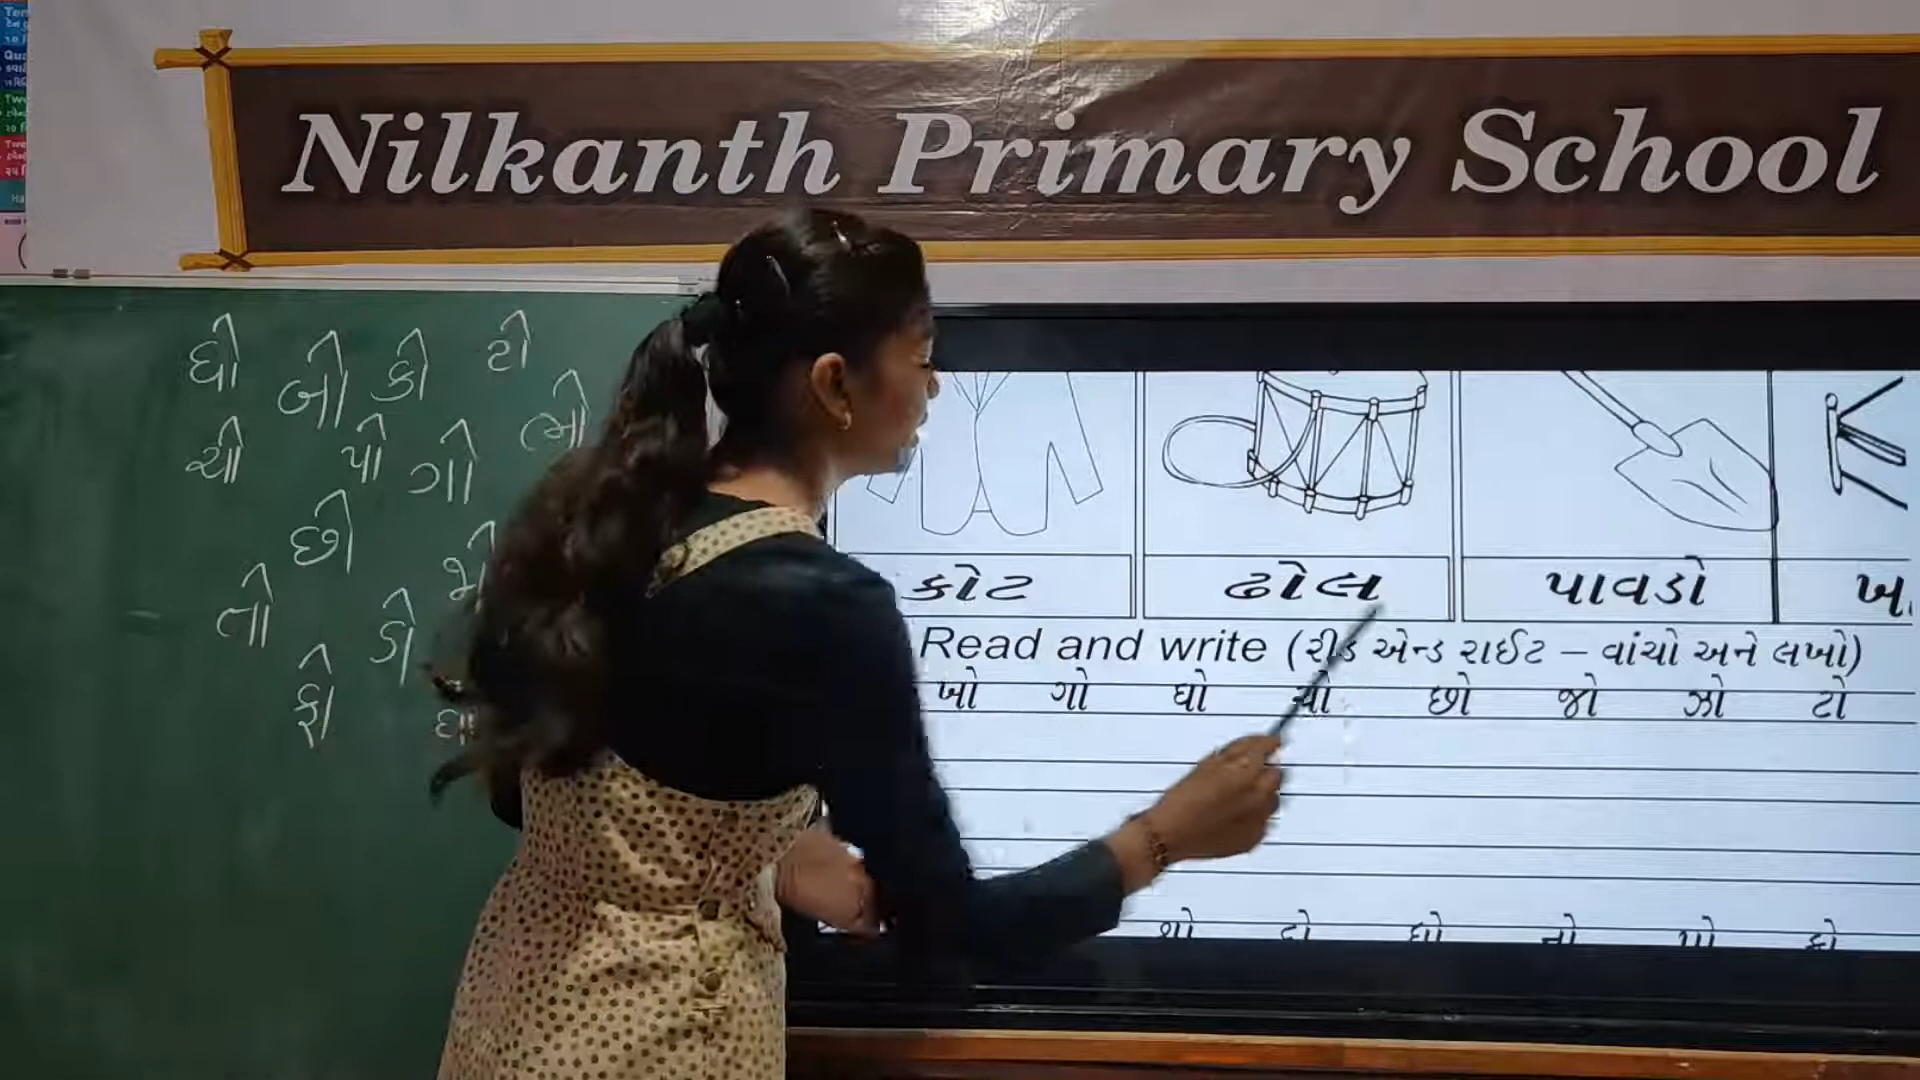 Nilkanth Primary School
ઘો બો કો ટો
ચો પો ગો ભો
છો
તો ડો
ફો
કોટ ઢોલ પાવડો
Read and write (રીડ એન્ડ રાઈટ – વાંચો અને લખો)
ખો ગો ઘો ચો છો જો ઝો ટો